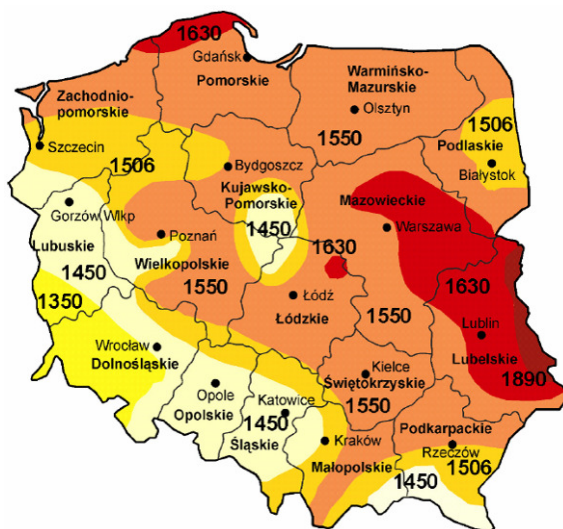 1630
Gdańsk
Pomorskie
Warmińsko-
Mazurskie
Olsztyn
1550
Zachodnio-
pomorskie
Szczecin
1506
1506
Podlaskie
Białystok
Bydgoszcz
Kujawsko-
Pomorskie
1450
Mazowieckie
Warszawa
Gorzów Wlkp
Lubuskie
1450
1350
Poznań
Wielkopolskie
1550
1630
Łódź
Łódzkie
1550
1630
Lublin
Lubelskie
1890
Wrocław
Dolnośląskie
Opole
Opolskie
Katowice
1450
Śląskie
Kielce
Świętokrzyskie
1550
Kraków
Małopolskie
Podkarpackie
Rzeczów
1506
1450